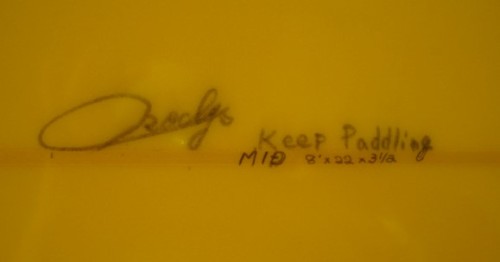 Keep Paddling
MID 8' x 22 x 3 1/2